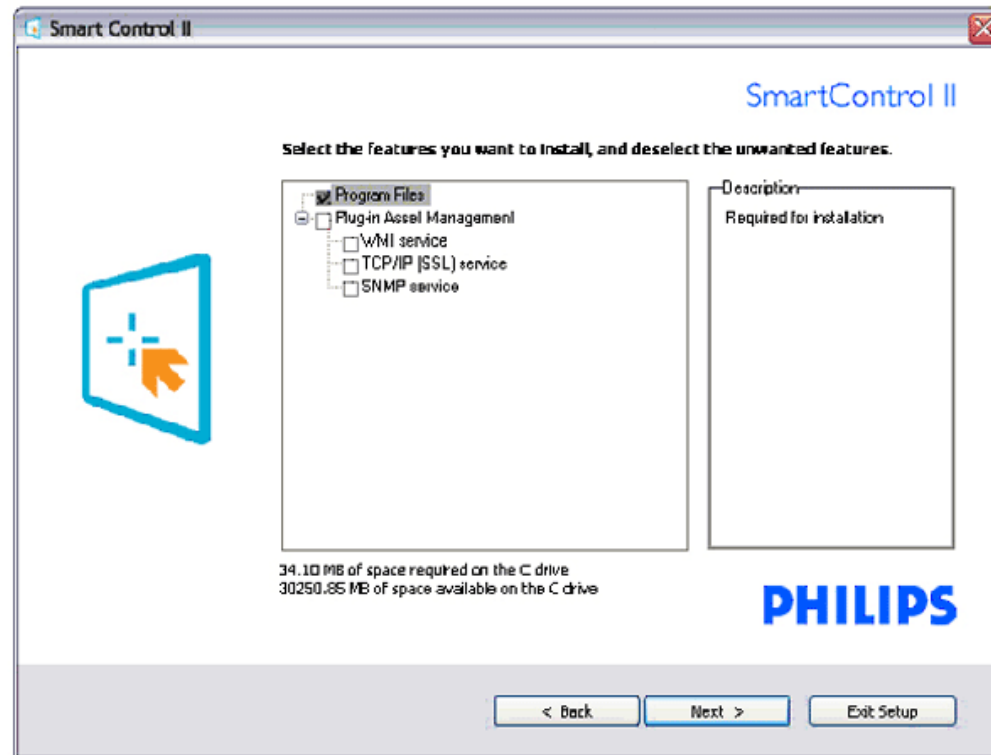 Smart Control II
SmartControl II
Select the features you want to install, and deselect the unwanted features.
Program Files
Plug-in Asset Management
WMI service
TCP/IP (SSL) service
SNMP service
Description
Required for installation
34.10 MB of space required on the C drive
30250.85 MB of space available on the C drive
PHILIPS
< Back
Next >
Exit Setup